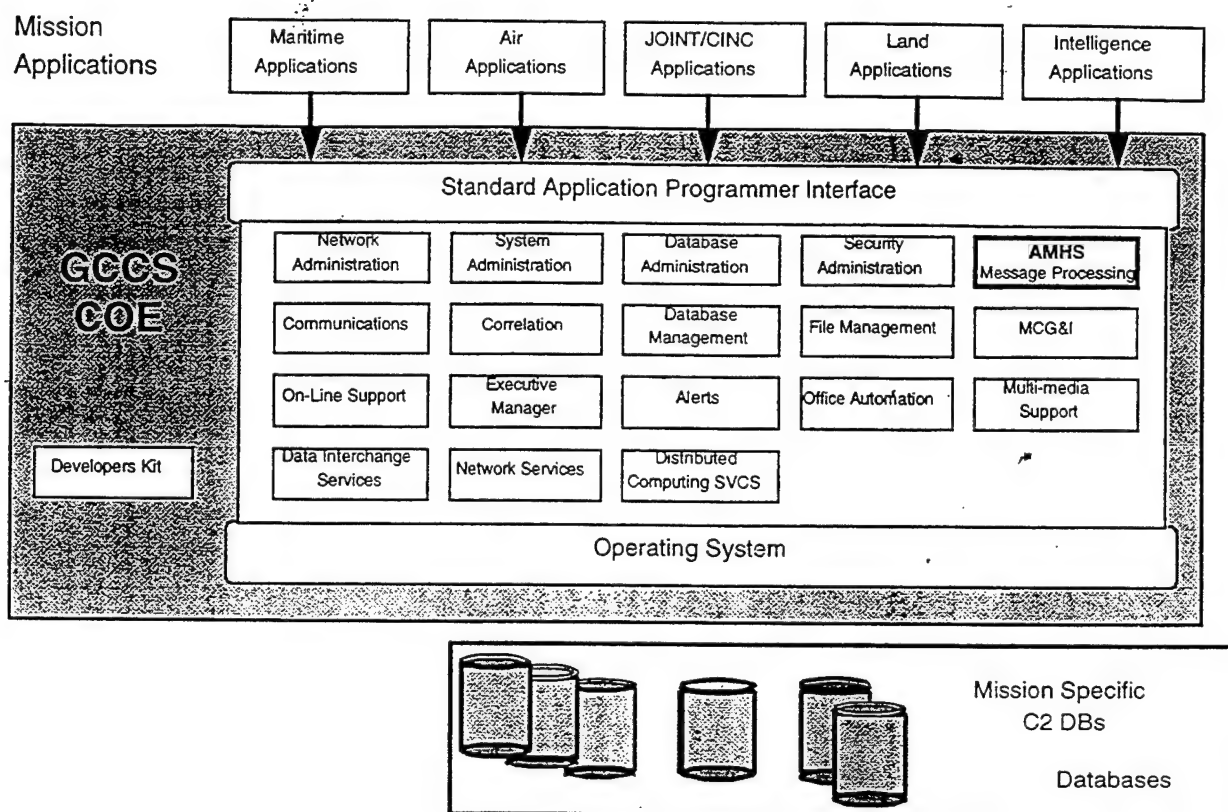 Mission
Applications
Maritime
Applications
Air
Applications
JOINT/CINC
Applications
Land
Applications
Intelligence
Applications
Standard Application Programmer Interface
GCCS
COE
Developers Kit
Network
Administration
System
Administration
Database
Administration
Security
Administration
AMHS
Message Processing
Communications
Correlation
Database
Management
File Management
MCG&I
On-Line Support
Executive
Manager
Alerts
Office Automation
Multi-media
Support
Data Interchange
Services
Network Services
Distributed
Computing SVCS
Operating System
Mission Specific
C2 DBs
Databases